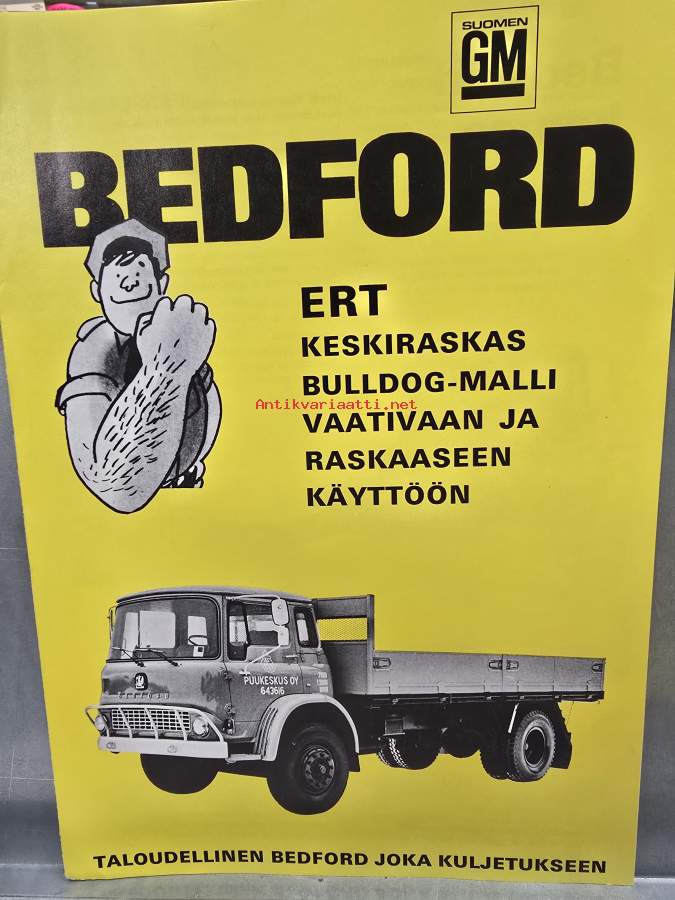 SUOMEN
GM
BEDFORD
ERT
KESKIRASKAS
BULLDOG-MALLI
Antikvariaatti.net
VAATIVAAN JA
RASKAASEEN
KÄYTTÖÖN
PUUKESKUS OY
643616
TALOUDELLINEN BEDFORD JOKA KULJETUKSEEN